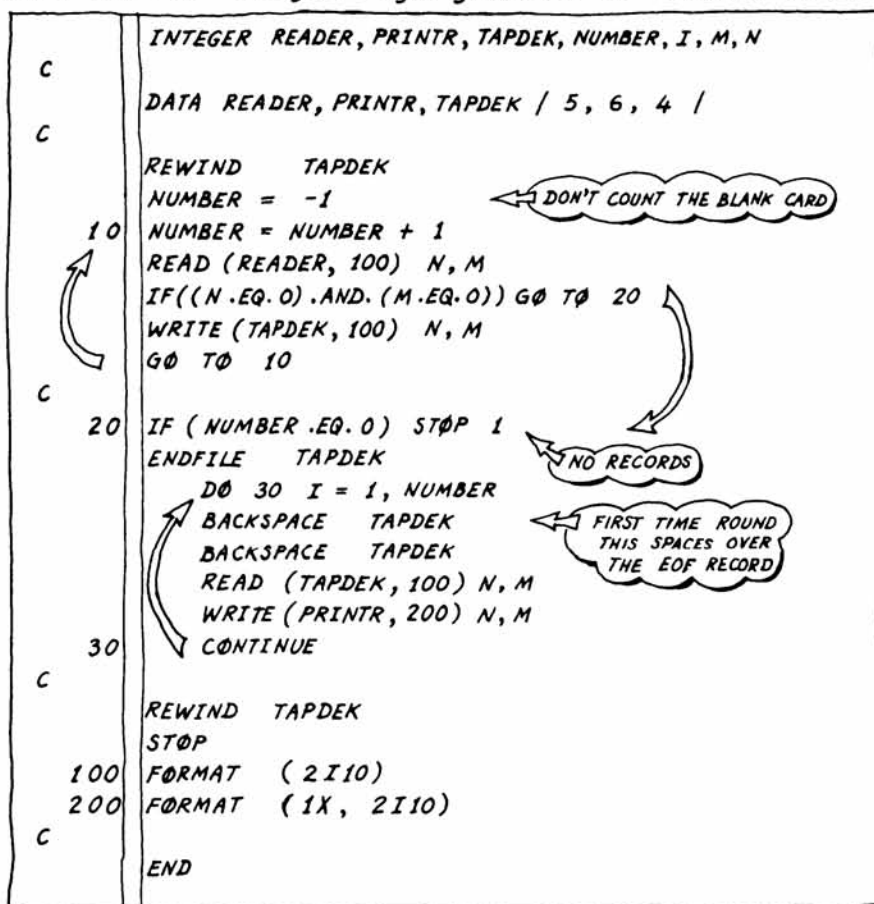 INTEGER READER, PRINTR, TAPDEK, NUMBER, I, M, N
C
DATA READER, PRINTR, TAPDEK / 5, 6, 4 /
C
REWIND TAPDEK
NUMBER = -1 DON'T COUNT THE BLANK CARD
10 NUMBER = NUMBER + 1
READ (READER, 100) N, M
IF((N .EQ. 0) .AND. (M .EQ. 0)) GØ TØ 20
WRITE (TAPDEK, 100) N, M
GØ TØ 10
C
20 IF (NUMBER .EQ. 0) STØP 1
NO RECORDS
ENDFILE TAPDEK
DØ 30 I = 1, NUMBER
BACKSPACE TAPDEK
FIRST TIME ROUND
THIS SPACES OVER
THE EOF RECORD
BACKSPACE TAPDEK
READ (TAPDEK, 100) N, M
WRITE (PRINTR, 200) N, M
30 CØNTINUE
C
REWIND TAPDEK
STØP
100 FØRMAT (2I10)
200 FØRMAT (1X, 2I10)
C
END